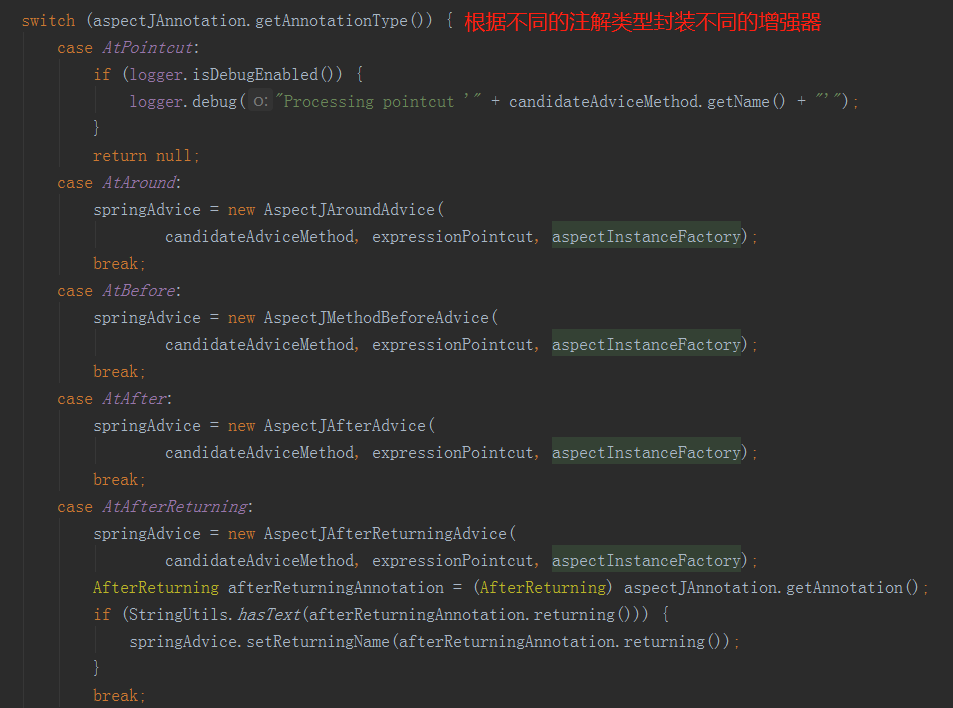 switch (aspectJAnnotation.getAnnotationType()) { 根据不同的注解类型封装不同的增强器
case AtPointcut:
if (logger.isDebugEnabled()) {
logger.debug( o: "Processing pointcut '" + candidateAdviceMethod.getName() + "'");
}
return null;
case AtAround:
springAdvice = new AspectJAroundAdvice(
candidateAdviceMethod, expressionPointcut, aspectInstanceFactory);
break;
case AtBefore:
springAdvice = new AspectJMethodBeforeAdvice(
candidateAdviceMethod, expressionPointcut, aspectInstanceFactory);
break;
case AtAfter:
springAdvice = new AspectJAfterAdvice(
candidateAdviceMethod, expressionPointcut, aspectInstanceFactory);
break;
case AtAfterReturning:
springAdvice = new AspectJAfterReturningAdvice(
candidateAdviceMethod, expressionPointcut, aspectInstanceFactory);
AfterReturning afterReturningAnnotation = (AfterReturning) aspectJAnnotation.getAnnotation();
if (StringUtils.hasText(afterReturningAnnotation.returning())) {
springAdvice.setReturningName(afterReturningAnnotation.returning());
}
break;